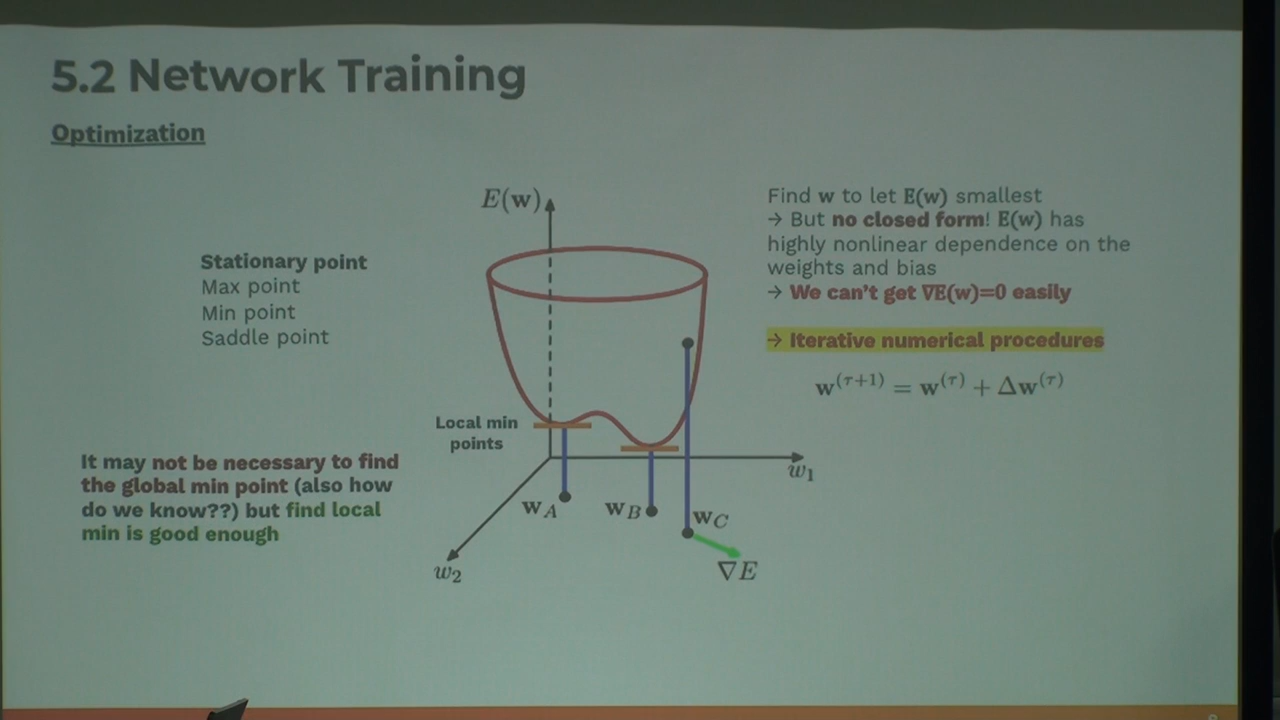 5.2 Network Training
Optimization
Stationary point
Max point
Min point
Saddle point
It may not be necessary to find
the global min point (also how
do we know??) but find local
min is good enough
E(w)
Local min
points
w_A
w_B
w_C
∇E
w_1
w_2
Find w to let E(w) smallest
→ But no closed form! E(w) has
highly nonlinear dependence on the
weights and bias
→ We can't get ∇E(w)=0 easily
→ Iterative numerical procedures
w^(τ+1) = w^(τ) + Δw^(τ)